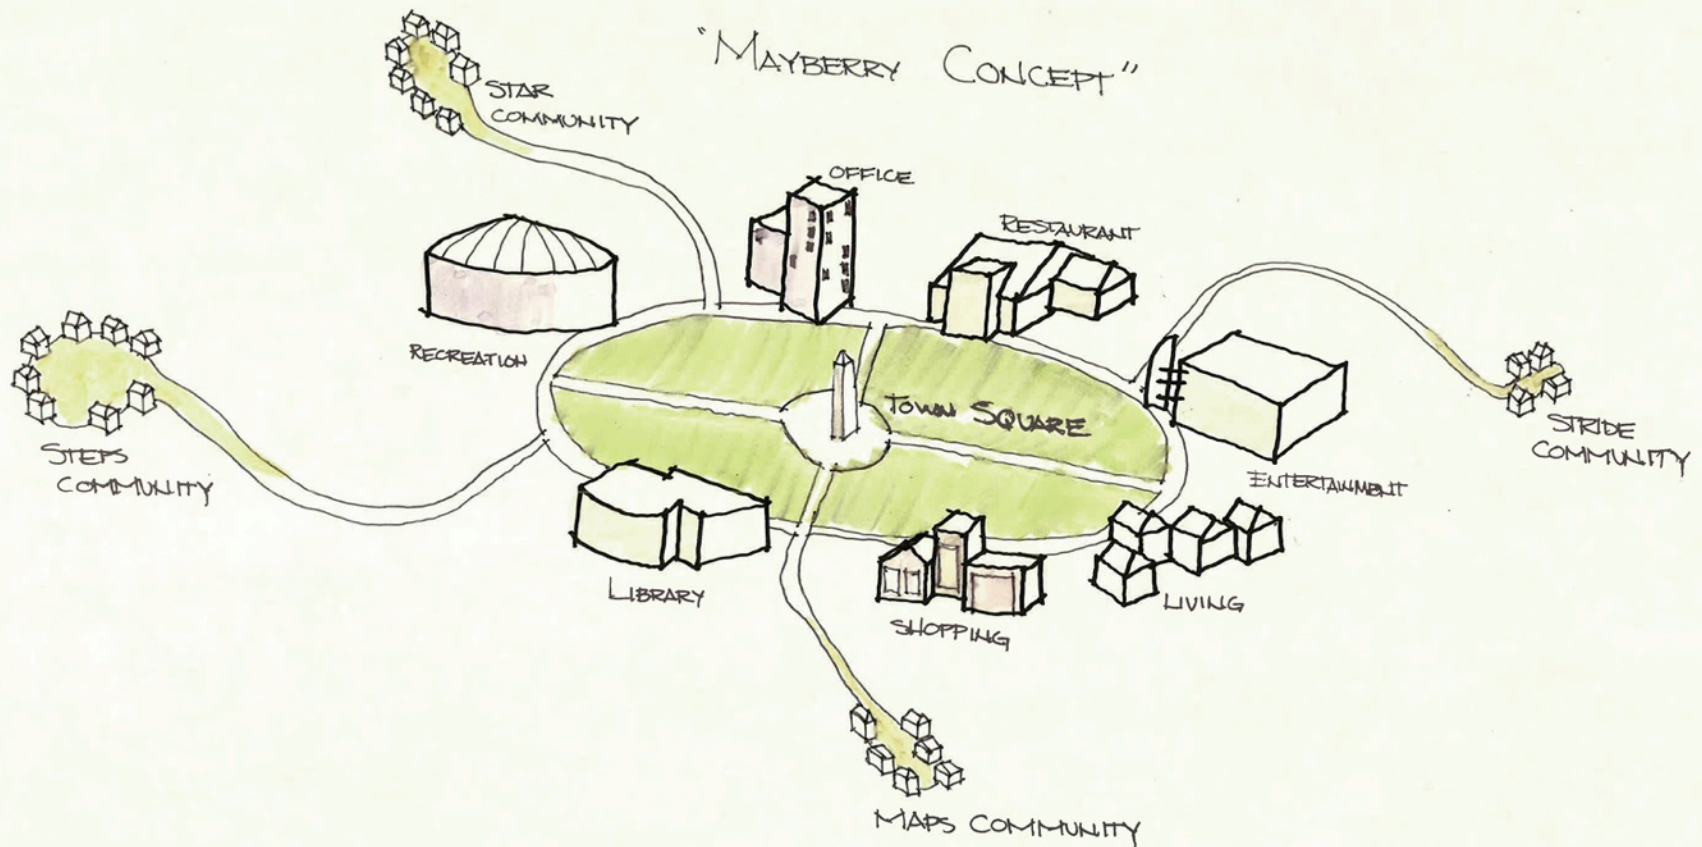 "MAYBERRY CONCEPT"
STAR
COMMUNITY
OFFICE
RESTAURANT
RECREATION
TOWN SQUARE
STEPS
COMMUNITY
STRIDE
COMMUNITY
ENTERTAINMENT
LIBRARY
LIVING
SHOPPING
MAPS COMMUNITY